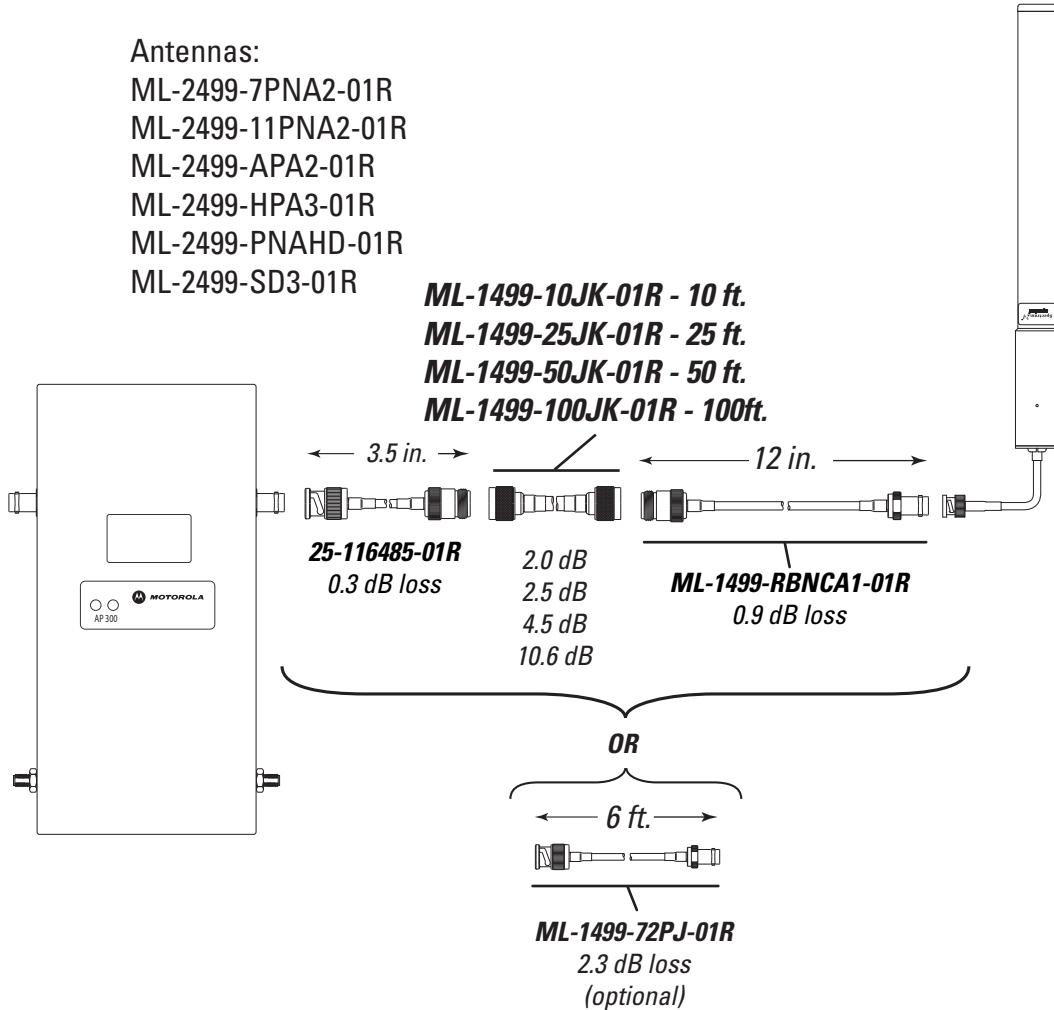 Antennas:
ML-2499-7PNA2-01R
ML-2499-11PNA2-01R
ML-2499-APA2-01R
ML-2499-HPA3-01R
ML-2499-PNAHD-01R
ML-2499-SD3-01R
ML-1499-10JK-01R - 10 ft.
ML-1499-25JK-01R - 25 ft.
ML-1499-50JK-01R - 50 ft.
ML-1499-100JK-01R - 100ft.
3.5 in.
12 in.
25-116485-01R
0.3 dB loss
2.0 dB
2.5 dB
4.5 dB
10.6 dB
ML-1499-RBNCA1-01R
0.9 dB loss
MOTOROLA
AP 300
OR
6 ft.
ML-1499-72PJ-01R
2.3 dB loss
(optional)